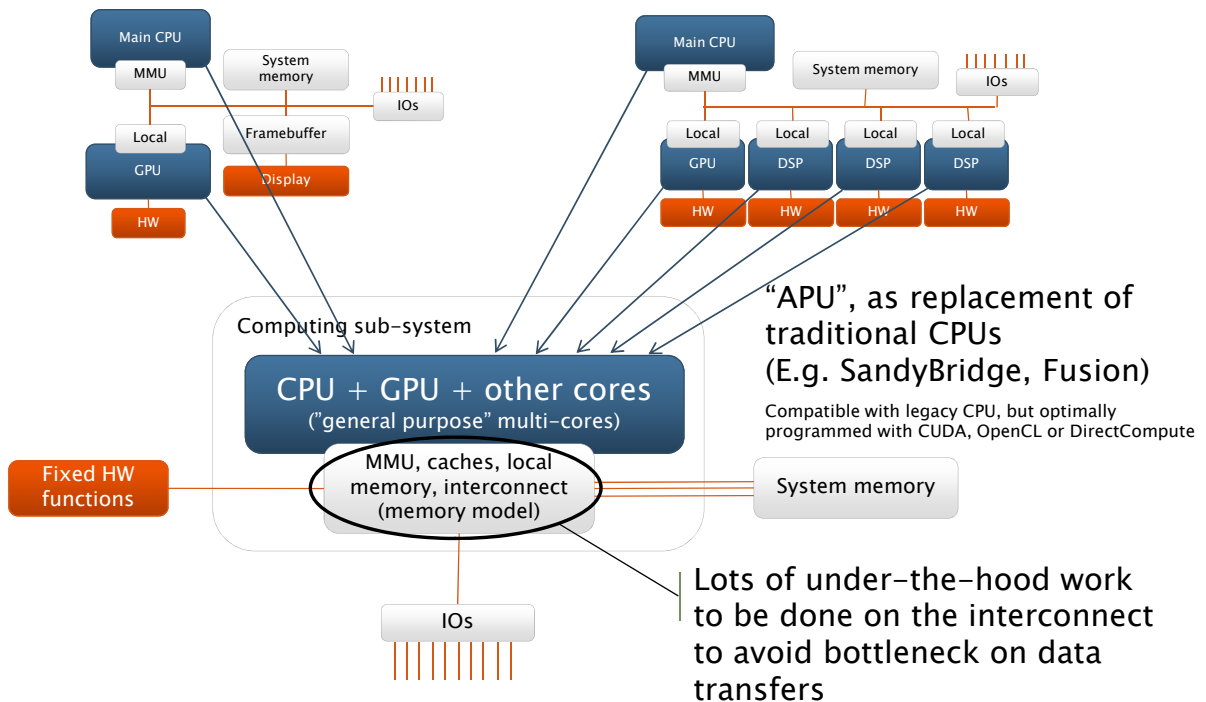 Main CPU
MMU
System
memory
IOs
Local
Framebuffer
GPU
Display
HW
Main CPU
MMU
System memory
IOs
Local
Local
Local
Local
GPU
DSP
DSP
DSP
HW
HW
HW
HW
Computing sub-system
CPU + GPU + other cores
("general purpose" multi-cores)
MMU, caches, local
memory, interconnect
(memory model)
Fixed HW
functions
System memory
IOs
“APU”, as replacement of
traditional CPUs
(E.g. SandyBridge, Fusion)
Compatible with legacy CPU, but optimally
programmed with CUDA, OpenCL or DirectCompute
Lots of under-the-hood work
to be done on the interconnect
to avoid bottleneck on data
transfers